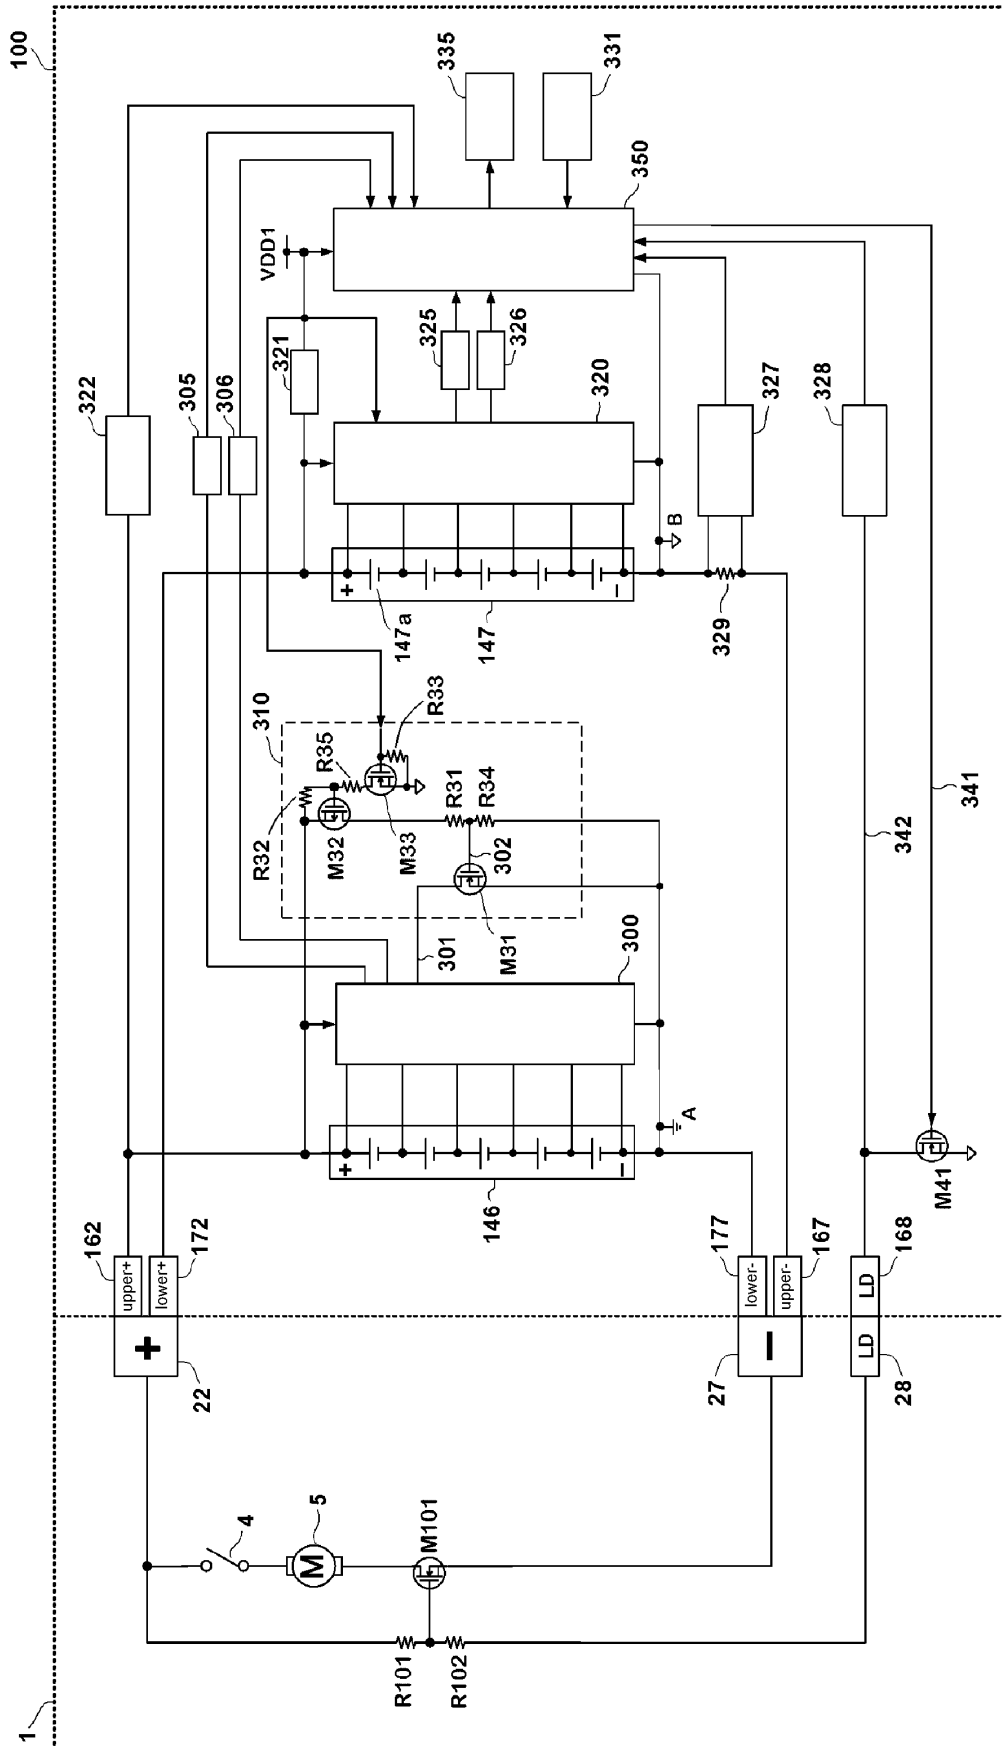 100
335
331
350
VDD1
325
326
321
320
322
305
306
327
328
B
147a
147
329
310
R33
R35
R32
M32
M33
R31
R34
302
M31
301
300
341
342
A
146
M41
162
172
177
167
168
upper+
lower+
lower-
upper-
LD
+
−
LD
22
27
28
4
5
M
M101
R101
R102
1
+
−
+
−